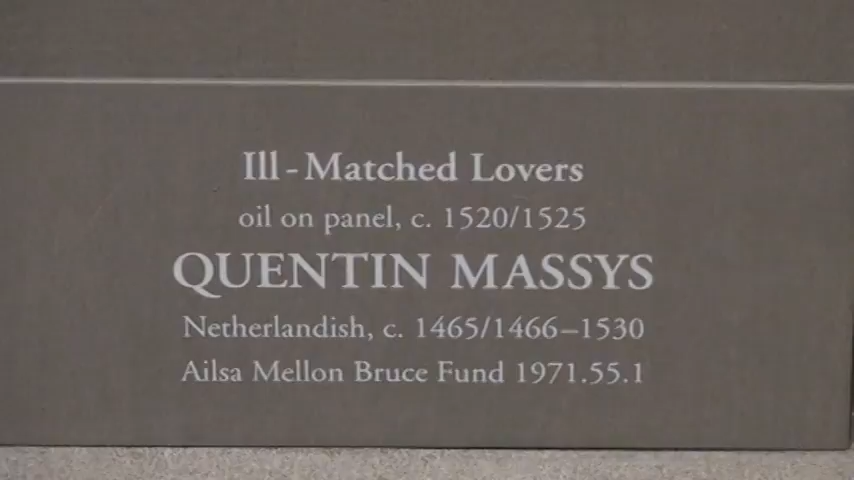 Ill-Matched Lovers
oil on panel, c. 1520/1525
QUENTIN MASSYS
Netherlandish, c. 1465/1466–1530
Ailsa Mellon Bruce Fund 1971.55.1